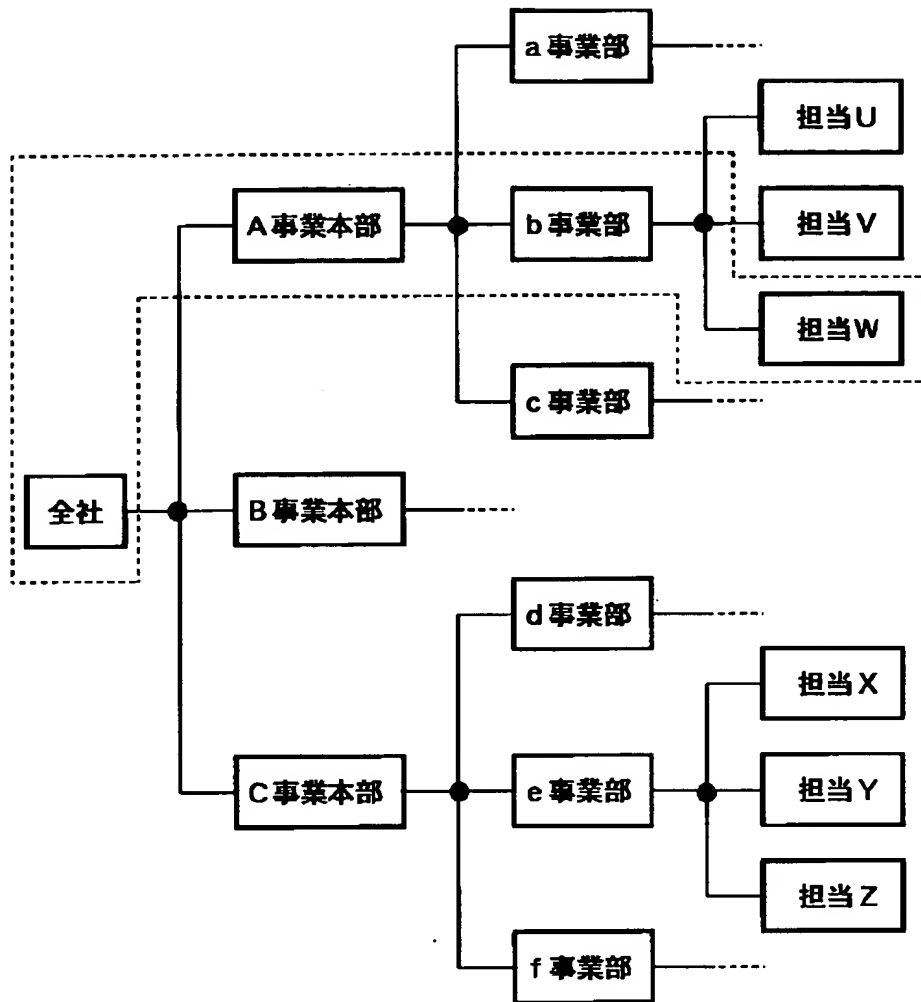 a事業部
担当U
A事業本部
b事業部
担当V
担当W
c事業部
全社
B事業本部
d事業部
担当X
C事業本部
e事業部
担当Y
担当Z
f事業部